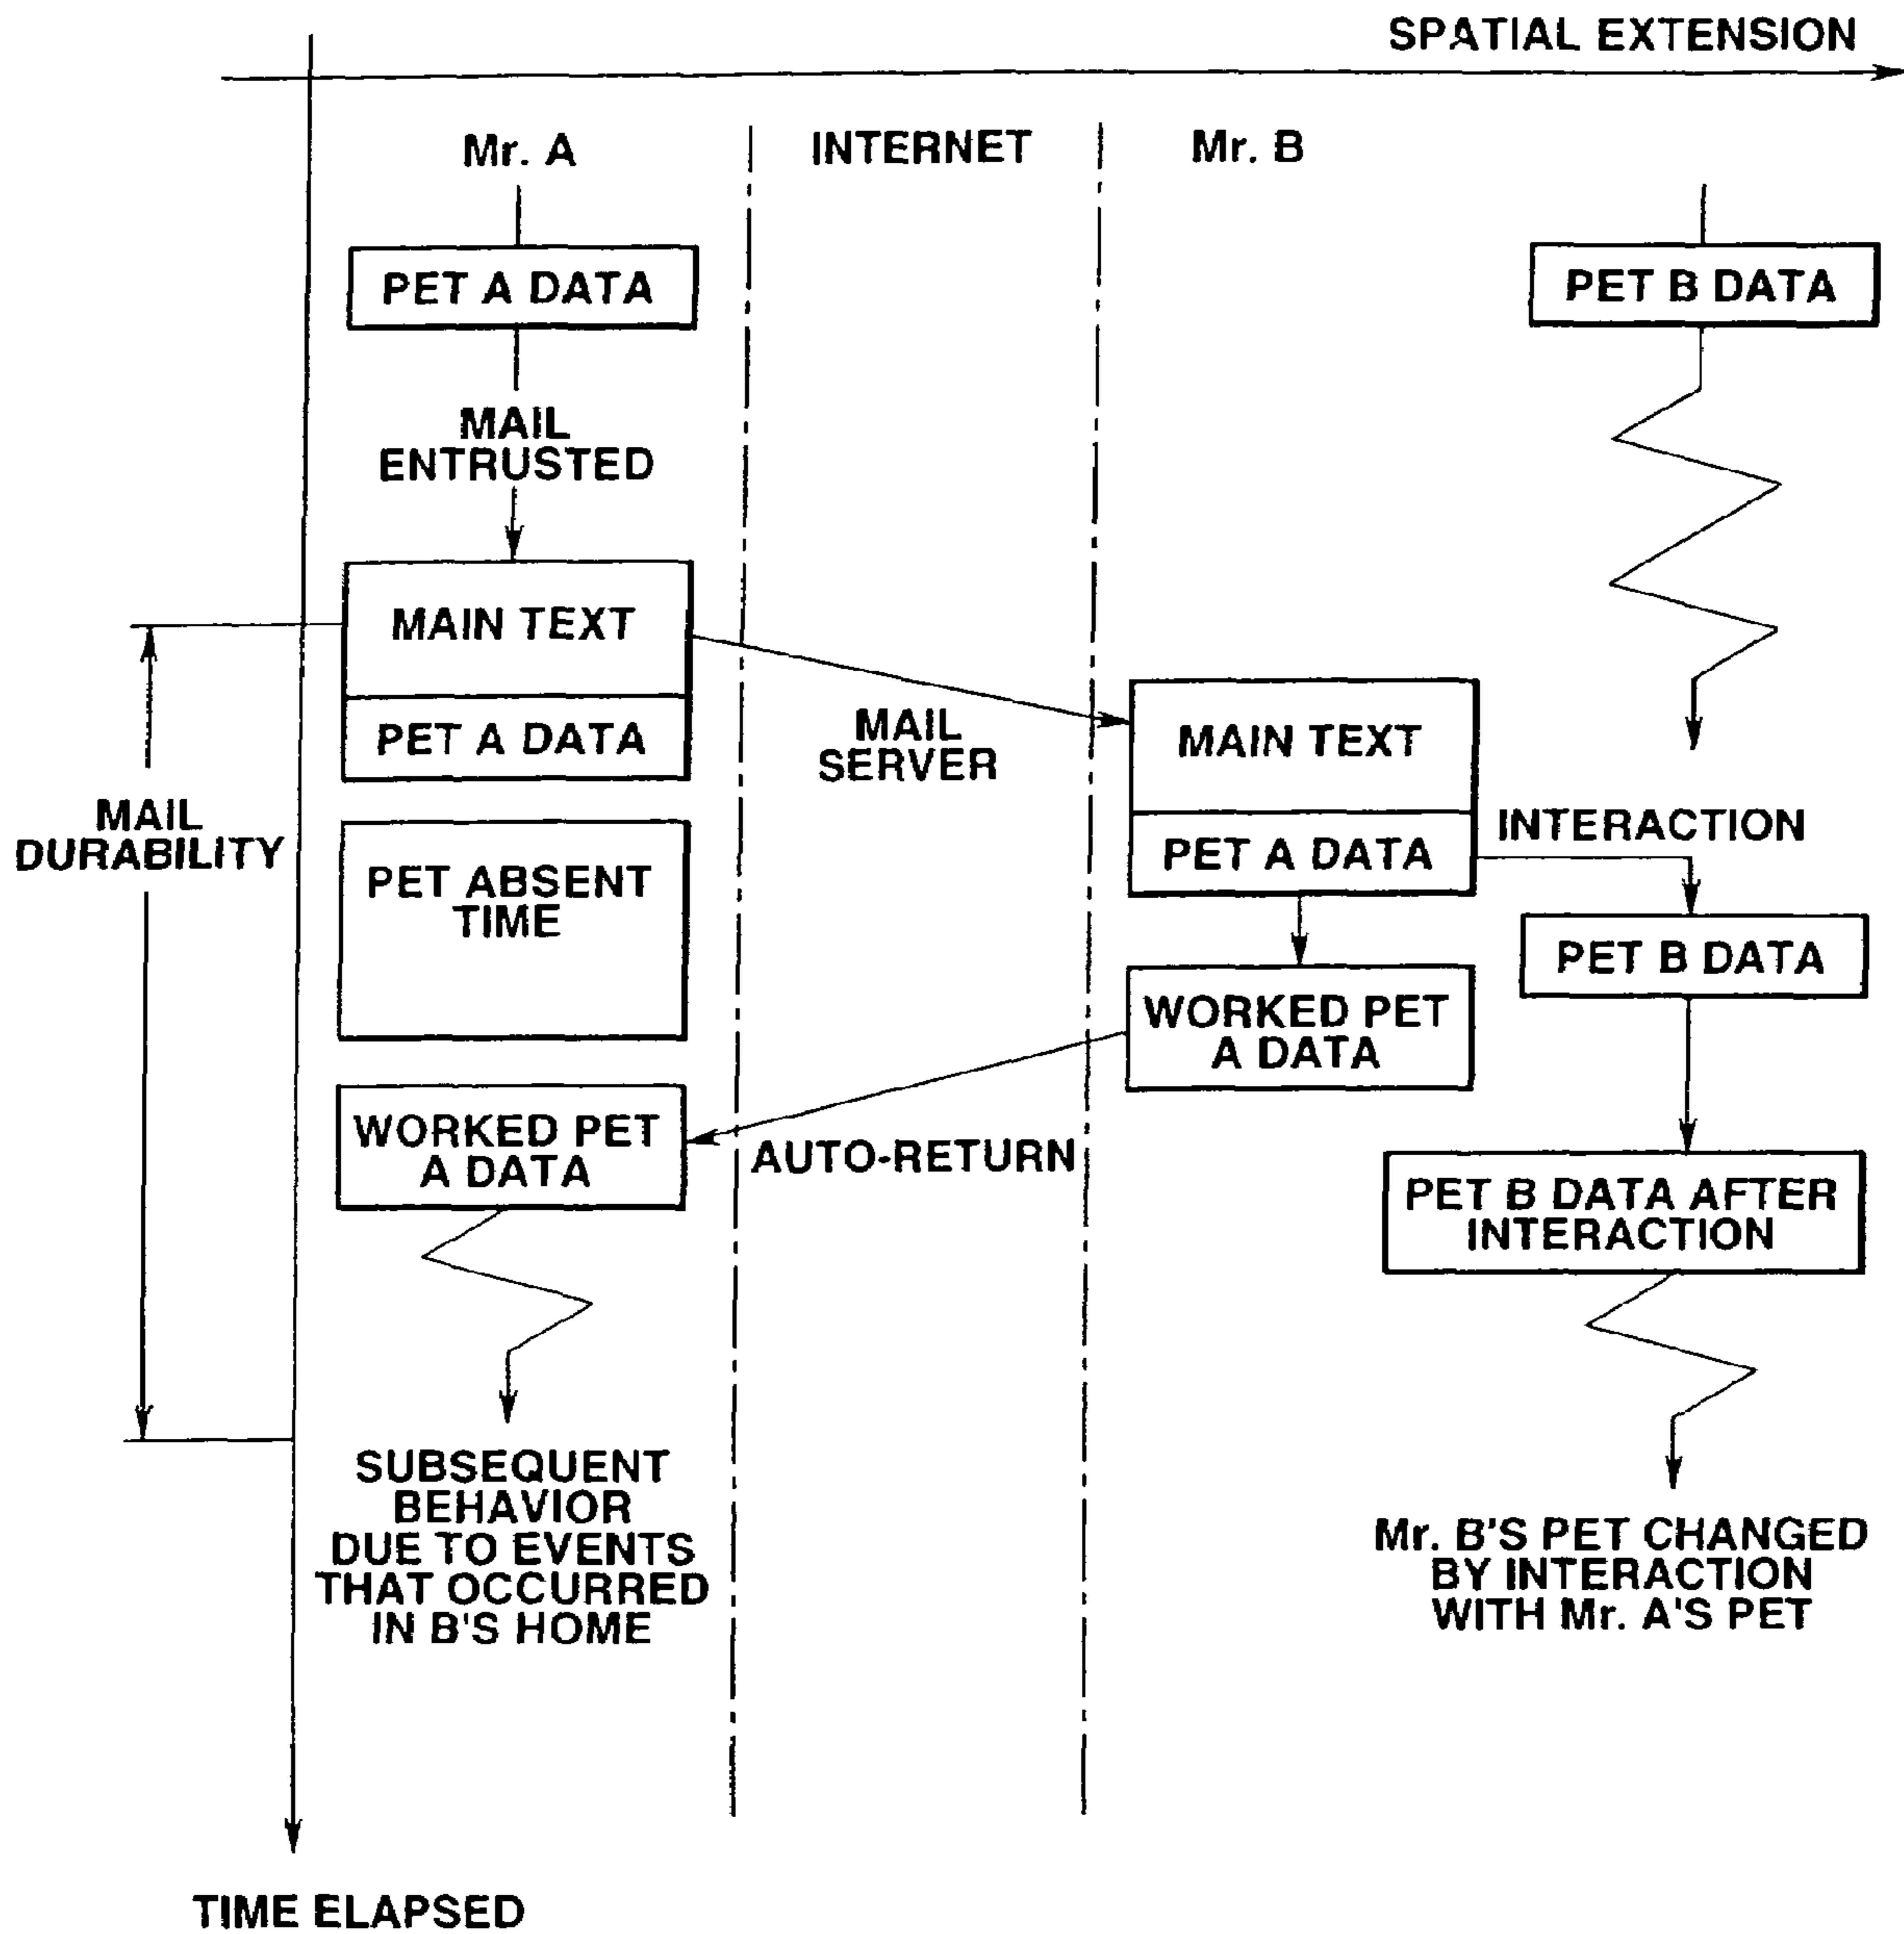 SPATIAL EXTENSION
Mr. A
INTERNET
Mr. B
PET A DATA
PET B DATA
MAIL
ENTRUSTED
MAIN TEXT
PET A DATA
MAIL
SERVER
MAIN TEXT
PET A DATA
INTERACTION
MAIL
DURABILITY
PET ABSENT
TIME
PET B DATA
WORKED PET
A DATA
WORKED PET
A DATA
AUTO-RETURN
PET B DATA AFTER
INTERACTION
SUBSEQUENT
BEHAVIOR
DUE TO EVENTS
THAT OCCURRED
IN B'S HOME
Mr. B'S PET CHANGED
BY INTERACTION
WITH Mr. A'S PET
TIME ELAPSED